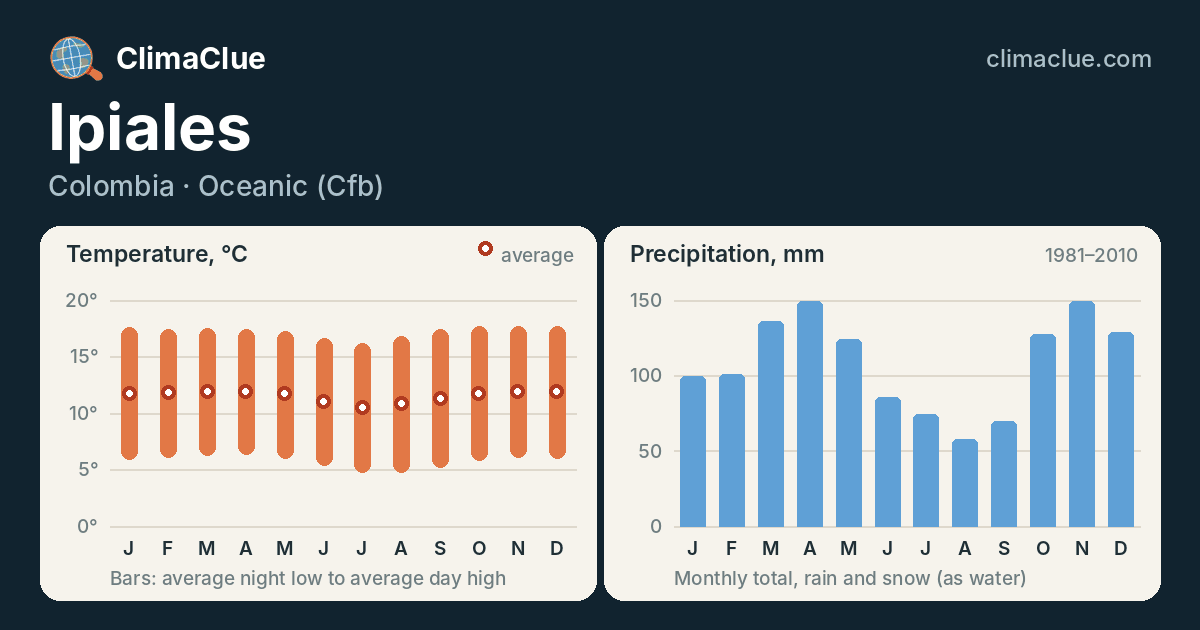 ClimaClue
climaclue.com
Ipiales
Colombia · Oceanic (Cfb)
Temperature, °C
average
20°
15°
10°
5°
0°
J F M A M J J A S O N D
Bars: average night low to average day high
Precipitation, mm
1981–2010
150
100
50
0
J F M A M J J A S O N D
Monthly total, rain and snow (as water)